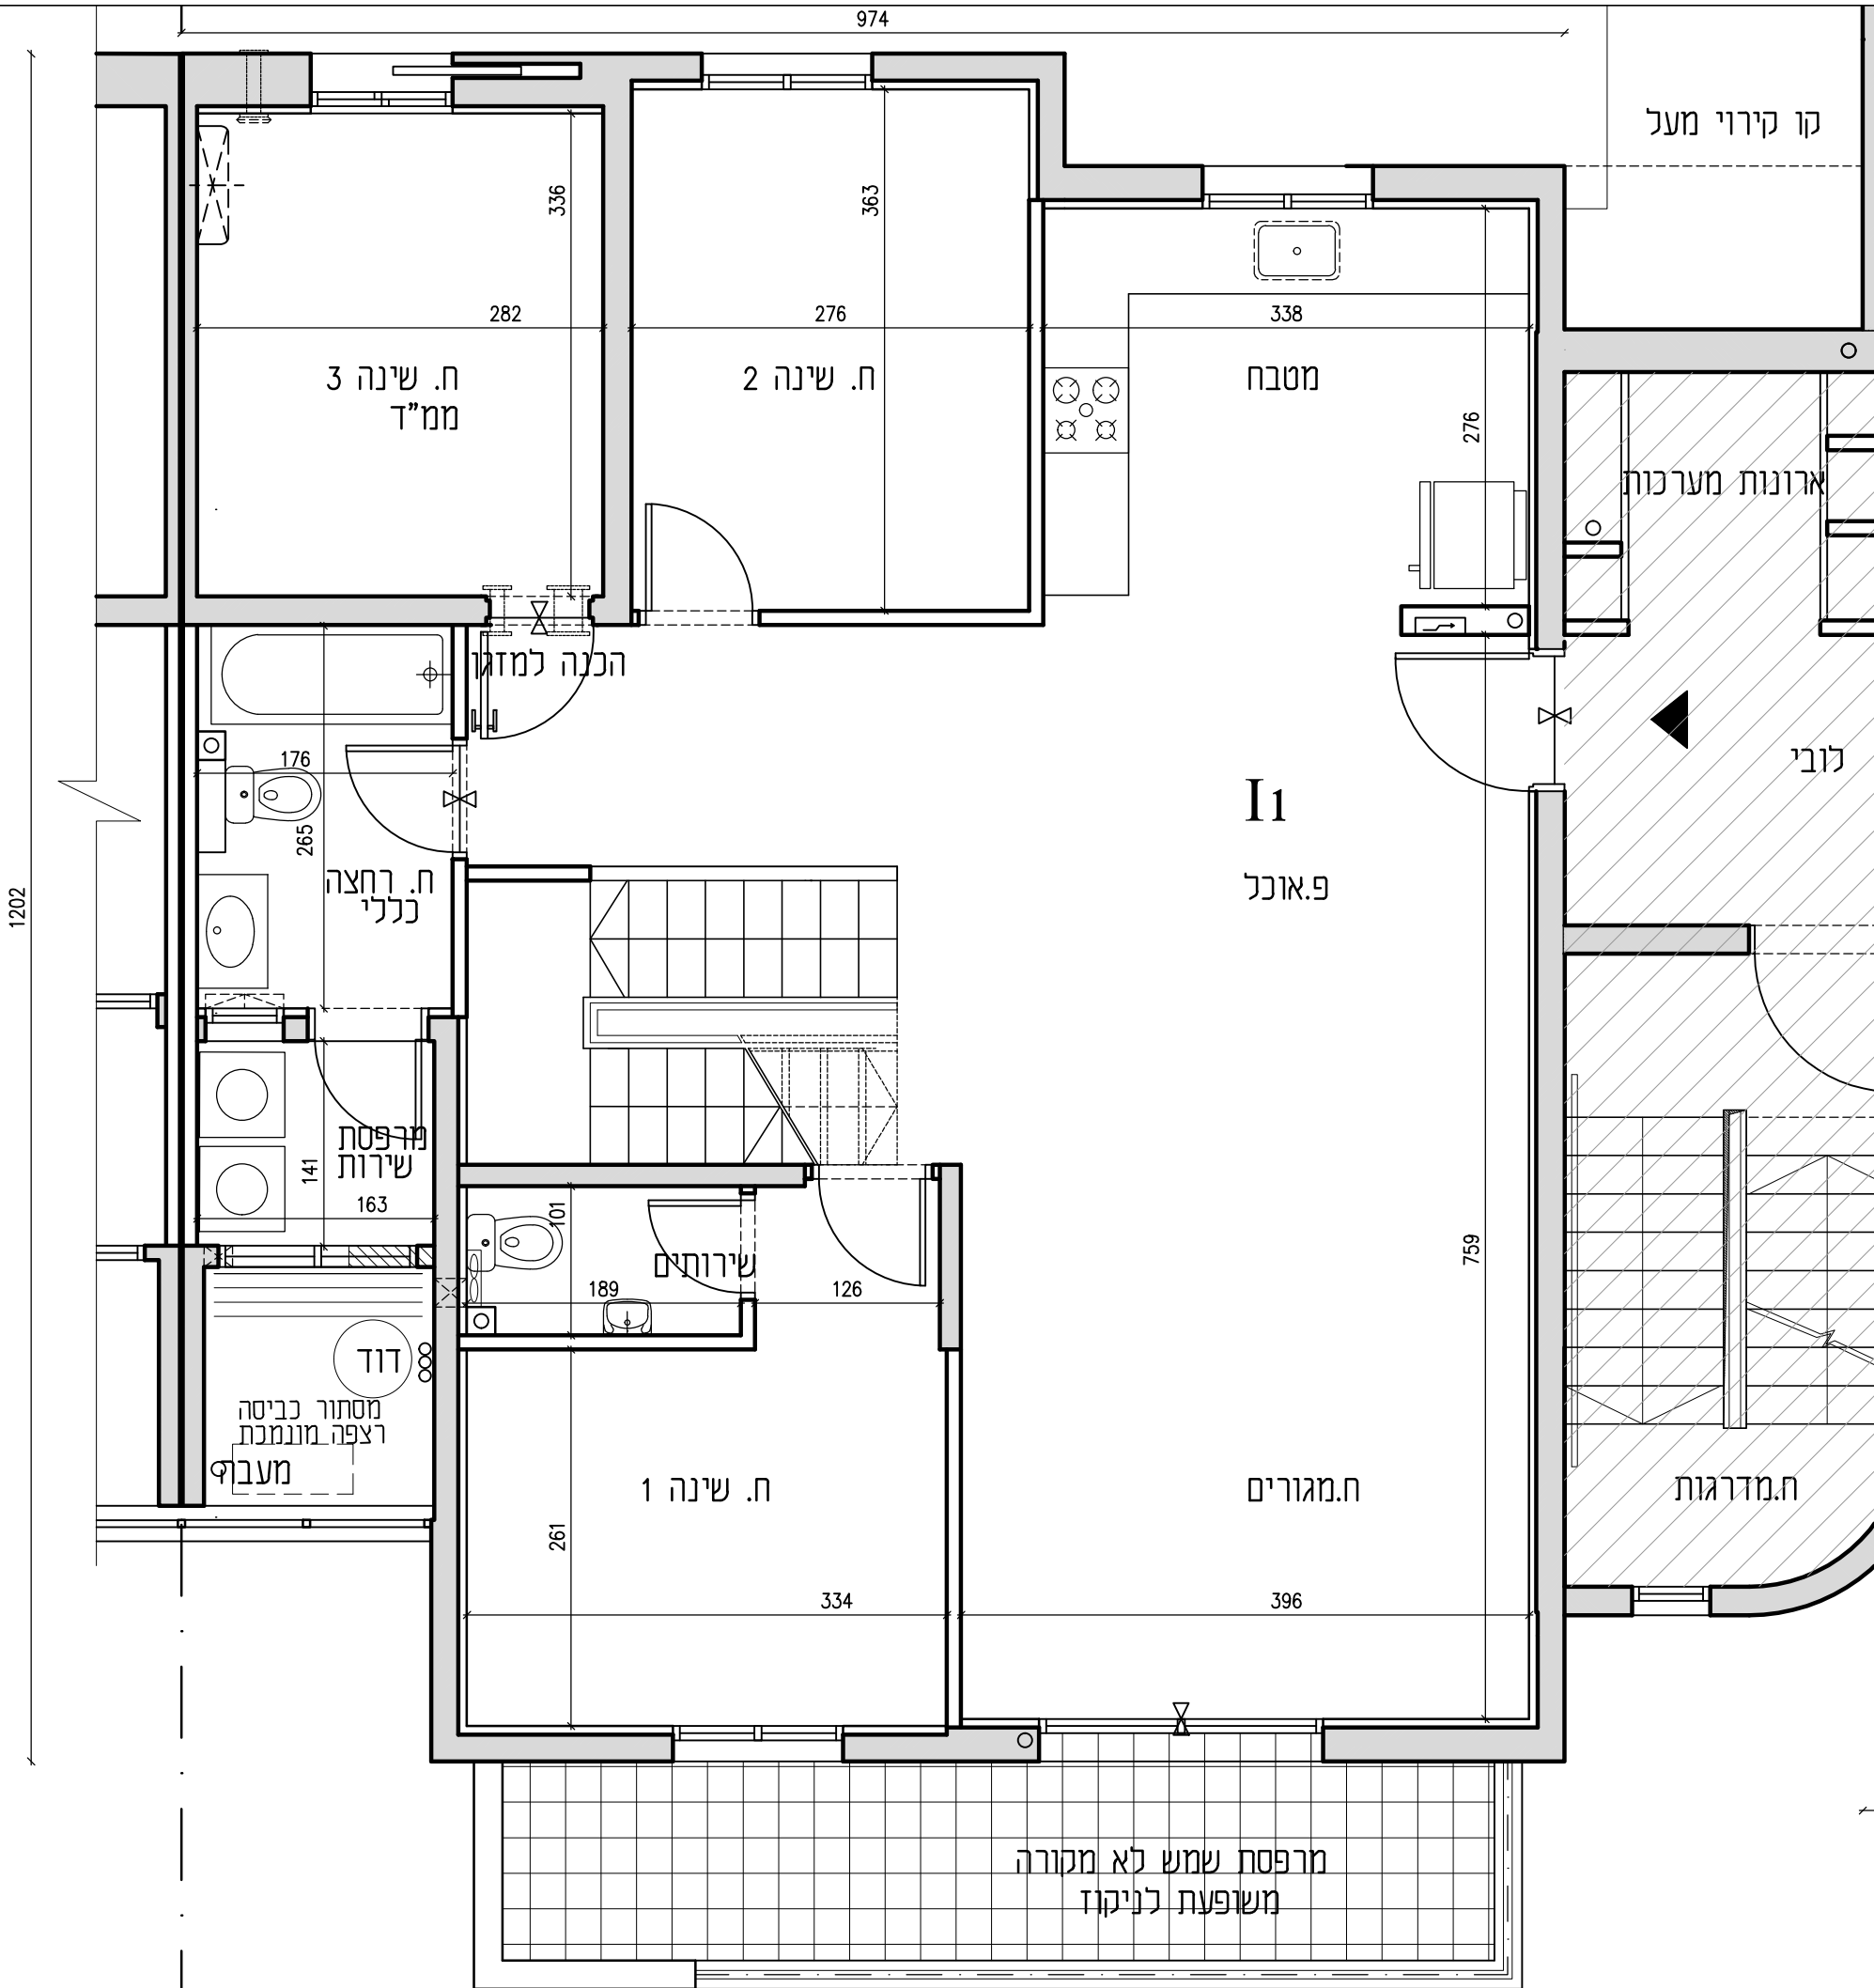 974
קו קירוי מעל
336
363
282
276
338
ח. שינה 3
ממ"ד
ח. שינה 2
מטבח
276
ארונות מערכות
הכנה למזגן
לובי
176
265
I1
ח. רחצה
כללי
פ.אוכל
1202
מרפסת
שירות
141
163
101
שירותים
189
126
759
דוד
מסתור כביסה
רצפה מונמכת
מעבה
ח. שינה 1
ח.מגורים
ח.מדרגות
261
334
396
מרפסת שמש לא מקורה
משופעת לניקוז